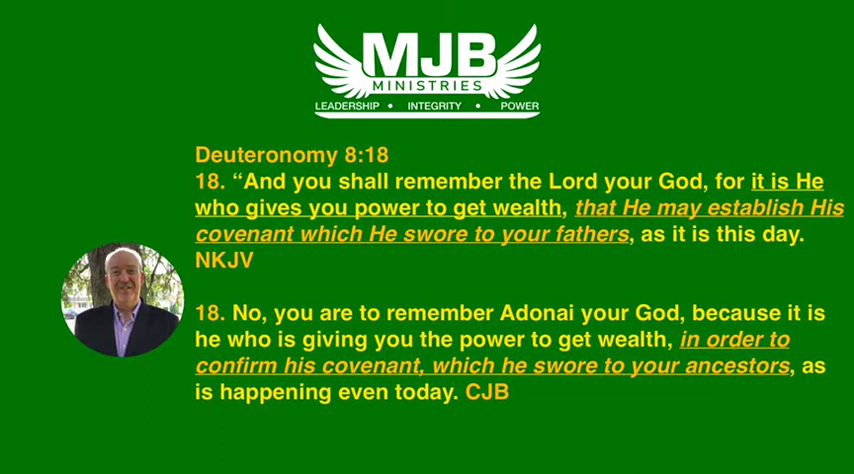 MJB
MINISTRIES
LEADERSHIP • INTEGRITY • POWER
Deuteronomy 8:18
18. “And you shall remember the Lord your God, for it is He
who gives you power to get wealth, that He may establish His
covenant which He swore to your fathers, as it is this day.
NKJV
18. No, you are to remember Adonai your God, because it is
he who is giving you the power to get wealth, in order to
confirm his covenant, which he swore to your ancestors, as
is happening even today. CJB